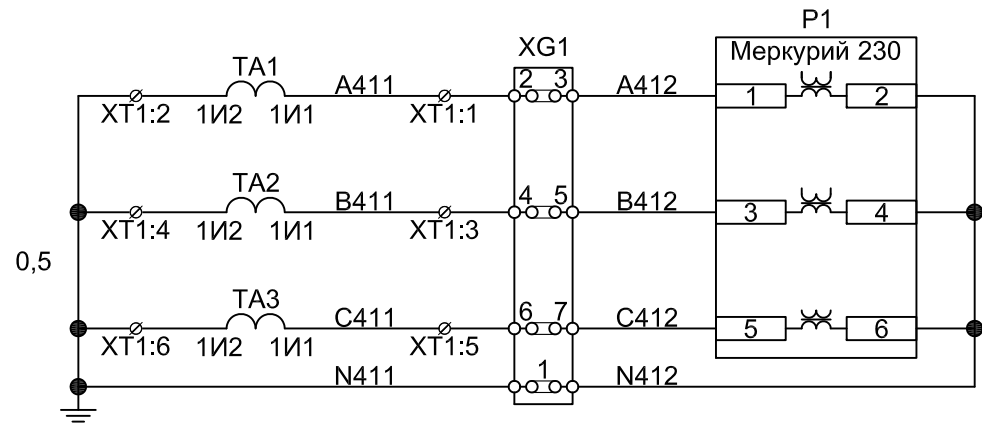 P1
XG1
Меркурий 230
TA1
A411
2 3
A412
1
2
XT1:2
1И2
1И1
XT1:1
TA2
B411
4 5
B412
3
4
XT1:4
1И2
1И1
XT1:3
0,5
TA3
C411
6 7
C412
5
6
XT1:6
1И2
1И1
XT1:5
N411
1
N412